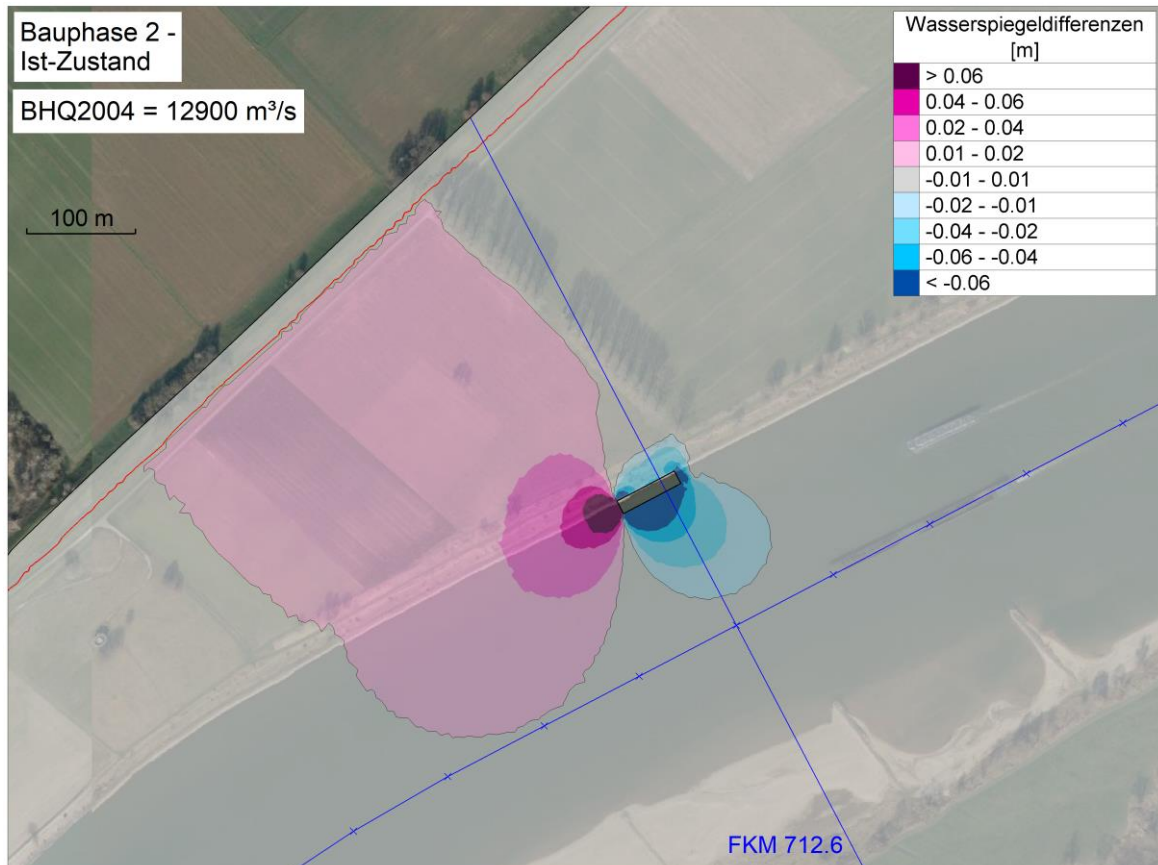 Bauphase 2 -
Ist-Zustand
BHQ2004 = 12900 m³/s
100 m
Wasserspiegeldifferenzen
[m]
> 0.06
0.04 - 0.06
0.02 - 0.04
0.01 - 0.02
-0.01 - 0.01
-0.02 - -0.01
-0.04 - -0.02
-0.06 - -0.04
< -0.06
FKM 712.6